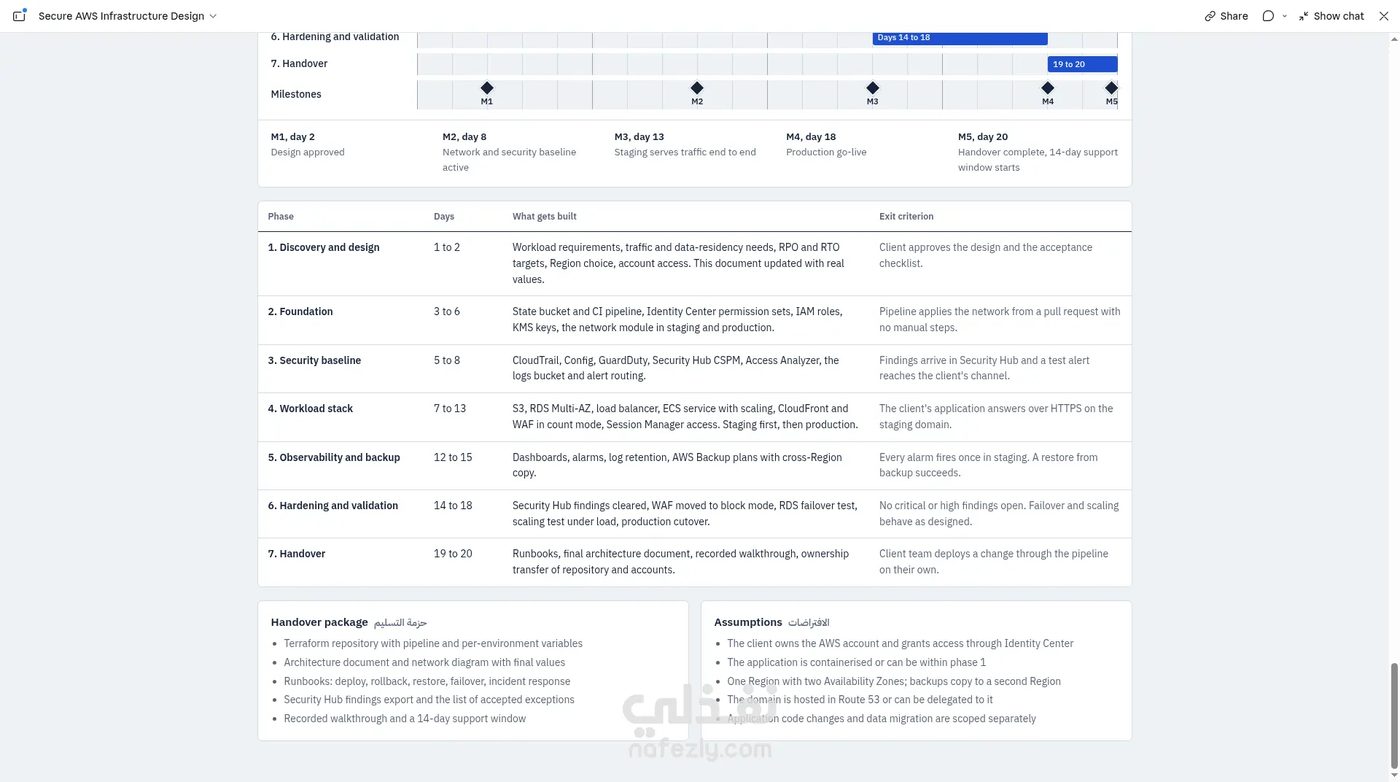 Secure AWS Infrastructure Design
Share
Show chat
6. Hardening and validation
Days 14 to 18
7. Handover
19 to 20
Milestones
M1
M2
M3
M4
M5
M1, day 2
Design approved
M2, day 8
Network and security baseline
active
M3, day 13
Staging serves traffic end to end
M4, day 18
Production go-live
M5, day 20
Handover complete, 14-day support
window starts
Phase
Days
What gets built
Exit criterion
1. Discovery and design
1 to 2
Workload requirements, traffic and data-residency needs, RPO and RTO
targets, Region choice, account access. This document updated with real
values.
Client approves the design and the acceptance
checklist.
2. Foundation
3 to 6
State bucket and CI pipeline, Identity Center permission sets, IAM roles,
KMS keys, the network module in staging and production.
Pipeline applies the network from a pull request with
no manual steps.
3. Security baseline
5 to 8
CloudTrail, Config, GuardDuty, Security Hub CSPM, Access Analyzer, the
logs bucket and alert routing.
Findings arrive in Security Hub and a test alert
reaches the client's channel.
4. Workload stack
7 to 13
S3, RDS Multi-AZ, load balancer, ECS service with scaling, CloudFront and
WAF in count mode, Session Manager access. Staging first, then production.
The client's application answers over HTTPS on the
staging domain.
5. Observability and backup
12 to 15
Dashboards, alarms, log retention, AWS Backup plans with cross-Region
copy.
Every alarm fires once in staging. A restore from
backup succeeds.
6. Hardening and validation
14 to 18
Security Hub findings cleared, WAF moved to block mode, RDS failover test,
scaling test under load, production cutover.
No critical or high findings open. Failover and scaling
behave as designed.
7. Handover
19 to 20
Runbooks, final architecture document, recorded walkthrough, ownership
transfer of repository and accounts.
Client team deploys a change through the pipeline
on their own.
Handover package حزمة التسليم
Terraform repository with pipeline and per-environment variables
Architecture document and network diagram with final values
Runbooks: deploy, rollback, restore, failover, incident response
Security Hub findings export and the list of accepted exceptions
Recorded walkthrough and a 14-day support window
Assumptions الافتراضات
The client owns the AWS account and grants access through Identity Center
The application is containerised or can be within phase 1
One Region with two Availability Zones; backups copy to a second Region
The domain is hosted in Route 53 or can be delegated to it
Application code changes and data migration are scoped separately
نفذلي
nafezly.com